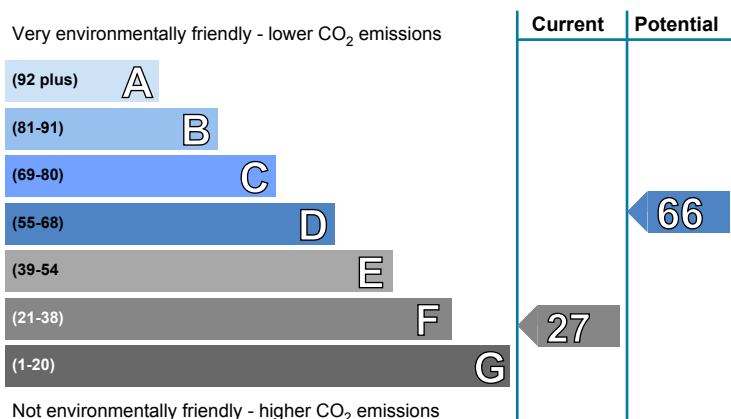 Current Potential
Very environmentally friendly - lower CO2 emissions
(92 plus) A
(81-91) B
(69-80) C
(55-68) D
66
(39-54 E
(21-38) F
27
(1-20) G
Not environmentally friendly - higher CO2 emissions